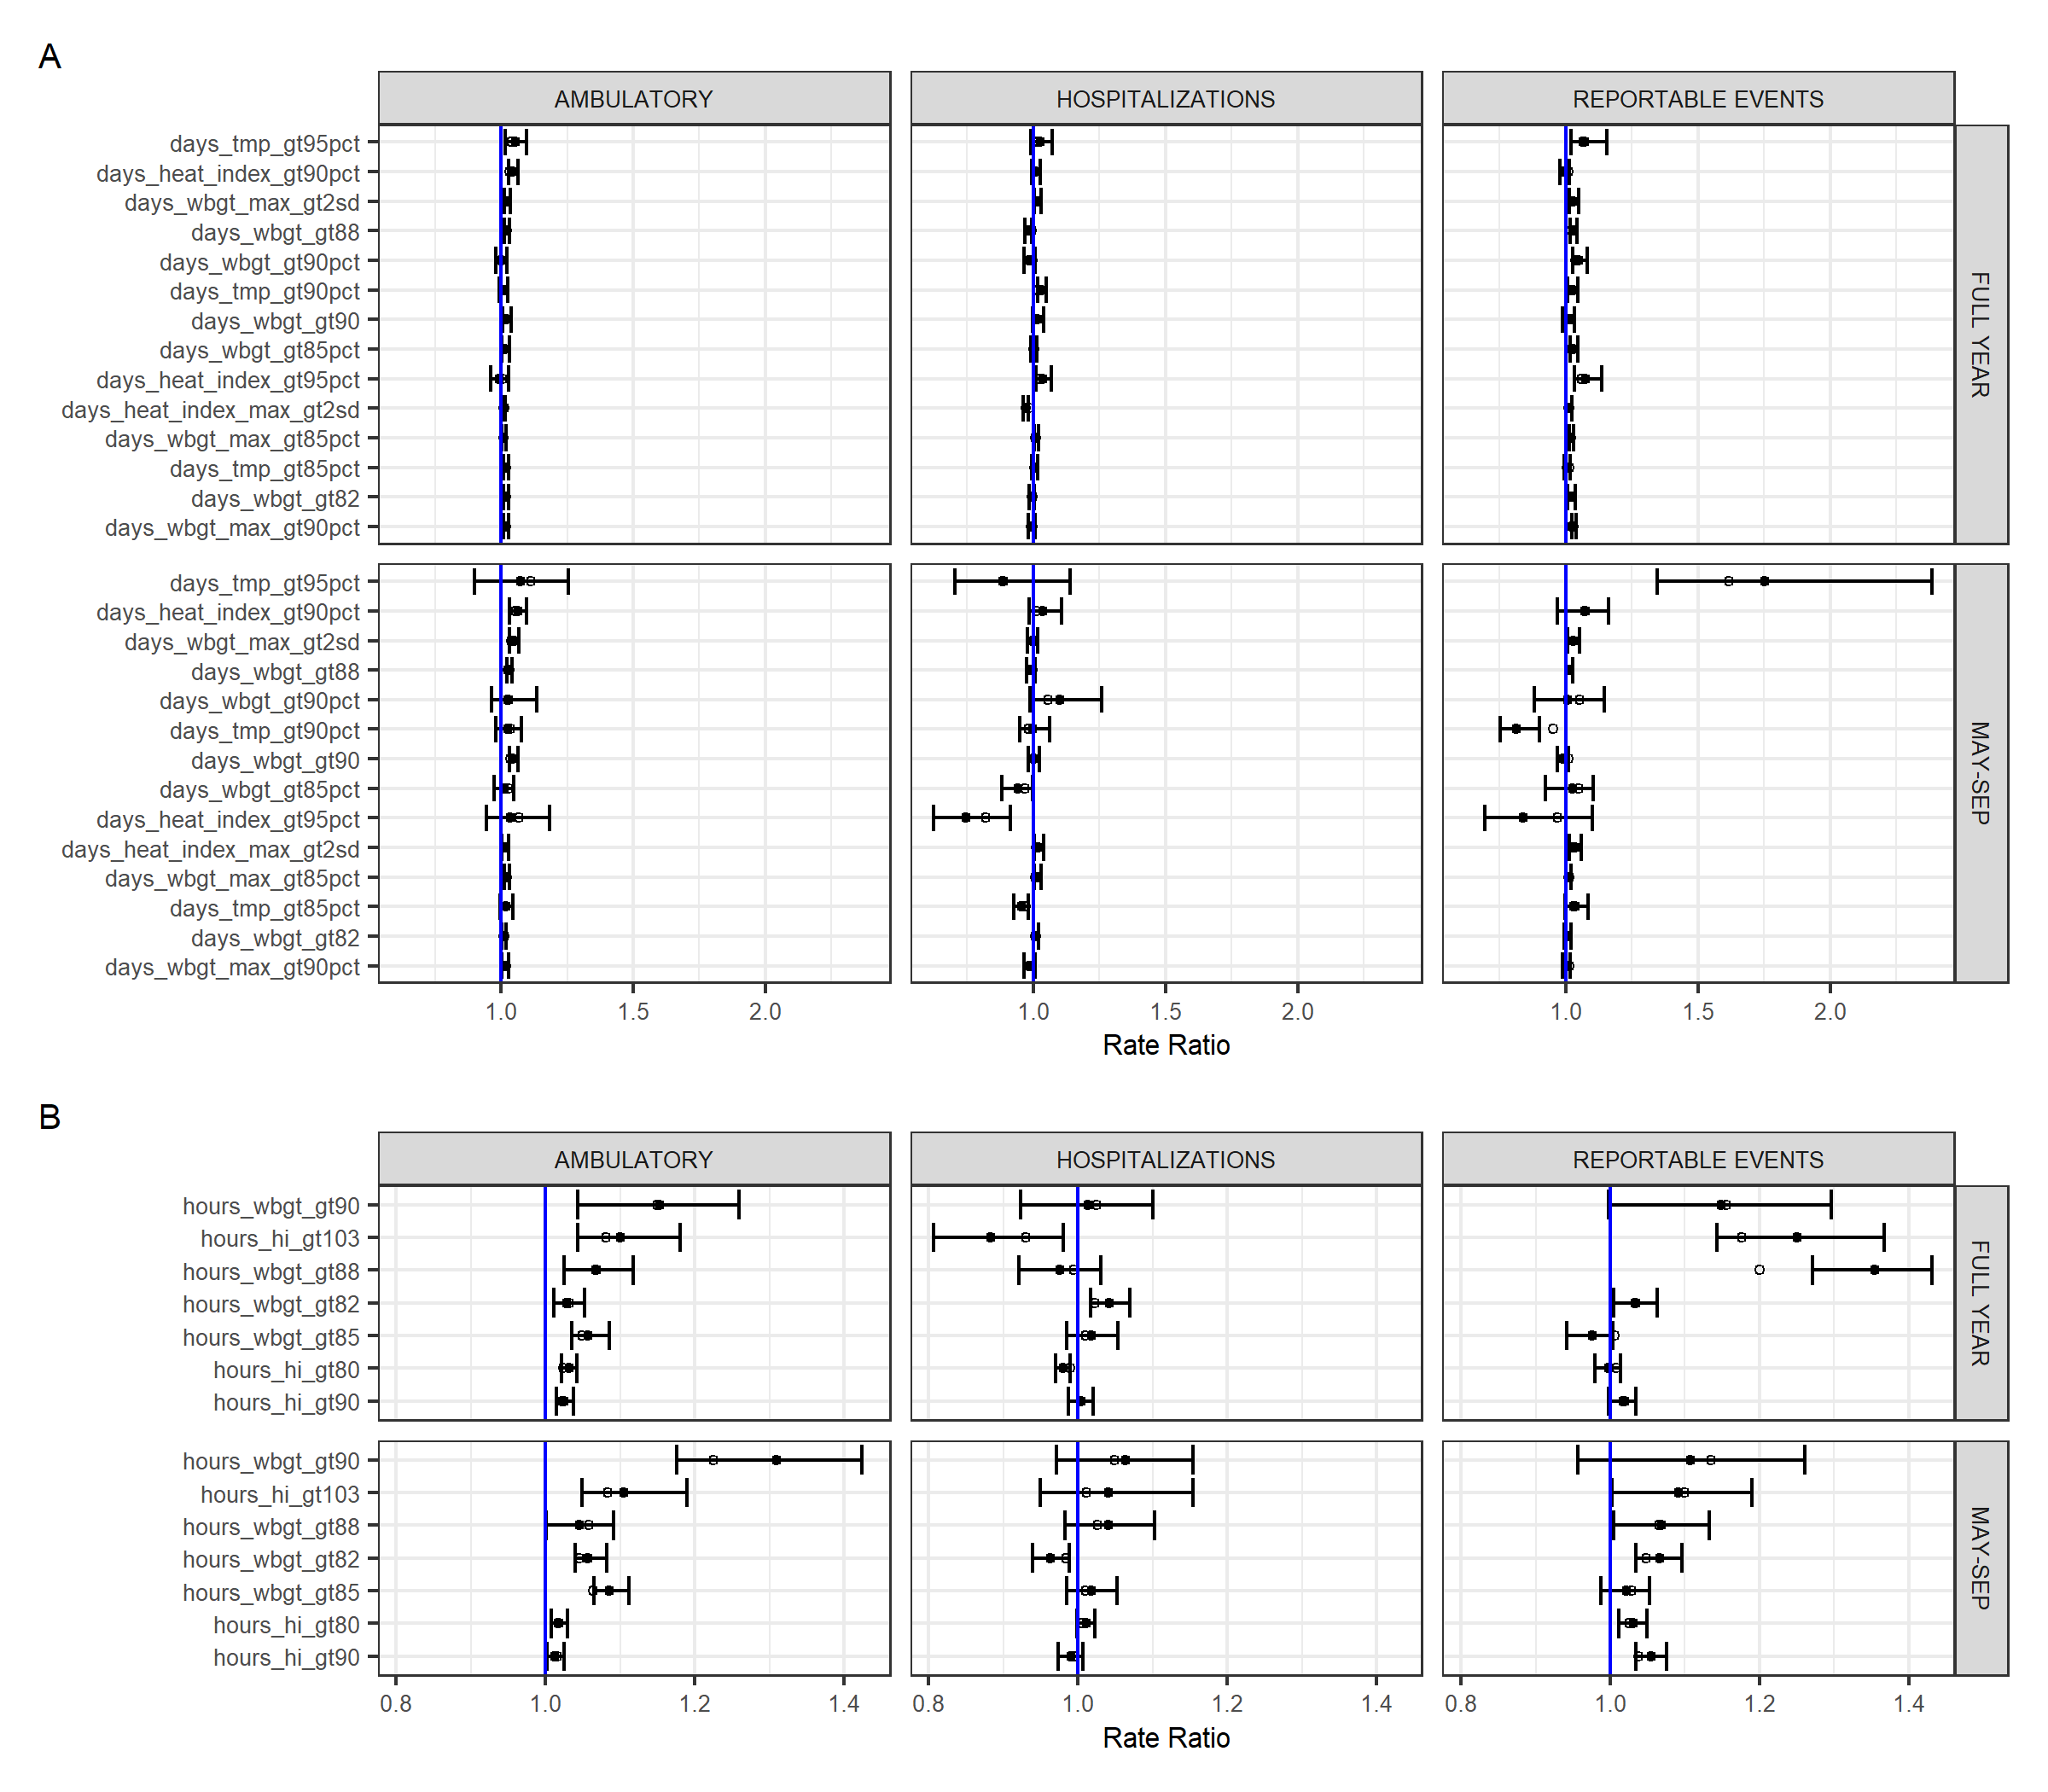 A
AMBULATORY HOSPITALIZATIONS REPORTABLE EVENTS
days_tmp_gt95pct
days_heat_index_gt90pct
days_wbgt_max_gt2sd
days_wbgt_gt88
days_wbgt_gt90pct
days_tmp_gt90pct
days_wbgt_gt90
days_wbgt_gt85pct
days_heat_index_gt95pct
days_heat_index_max_gt2sd
days_wbgt_max_gt85pct
days_tmp_gt85pct
days_wbgt_gt82
days_wbgt_max_gt90pct
FULL YEAR
days_tmp_gt95pct
days_heat_index_gt90pct
days_wbgt_max_gt2sd
days_wbgt_gt88
days_wbgt_gt90pct
days_tmp_gt90pct
days_wbgt_gt90
days_wbgt_gt85pct
days_heat_index_gt95pct
days_heat_index_max_gt2sd
days_wbgt_max_gt85pct
days_tmp_gt85pct
days_wbgt_gt82
days_wbgt_max_gt90pct
MAY-SEP
1.0 1.5 2.0 1.0 1.5 2.0 1.0 1.5 2.0
Rate Ratio
B
AMBULATORY HOSPITALIZATIONS REPORTABLE EVENTS
hours_wbgt_gt90
hours_hi_gt103
hours_wbgt_gt88
hours_wbgt_gt82
hours_wbgt_gt85
hours_hi_gt80
hours_hi_gt90
FULL YEAR
hours_wbgt_gt90
hours_hi_gt103
hours_wbgt_gt88
hours_wbgt_gt82
hours_wbgt_gt85
hours_hi_gt80
hours_hi_gt90
MAY-SEP
0.8 1.0 1.2 1.4 0.8 1.0 1.2 1.4 0.8 1.0 1.2 1.4
Rate Ratio